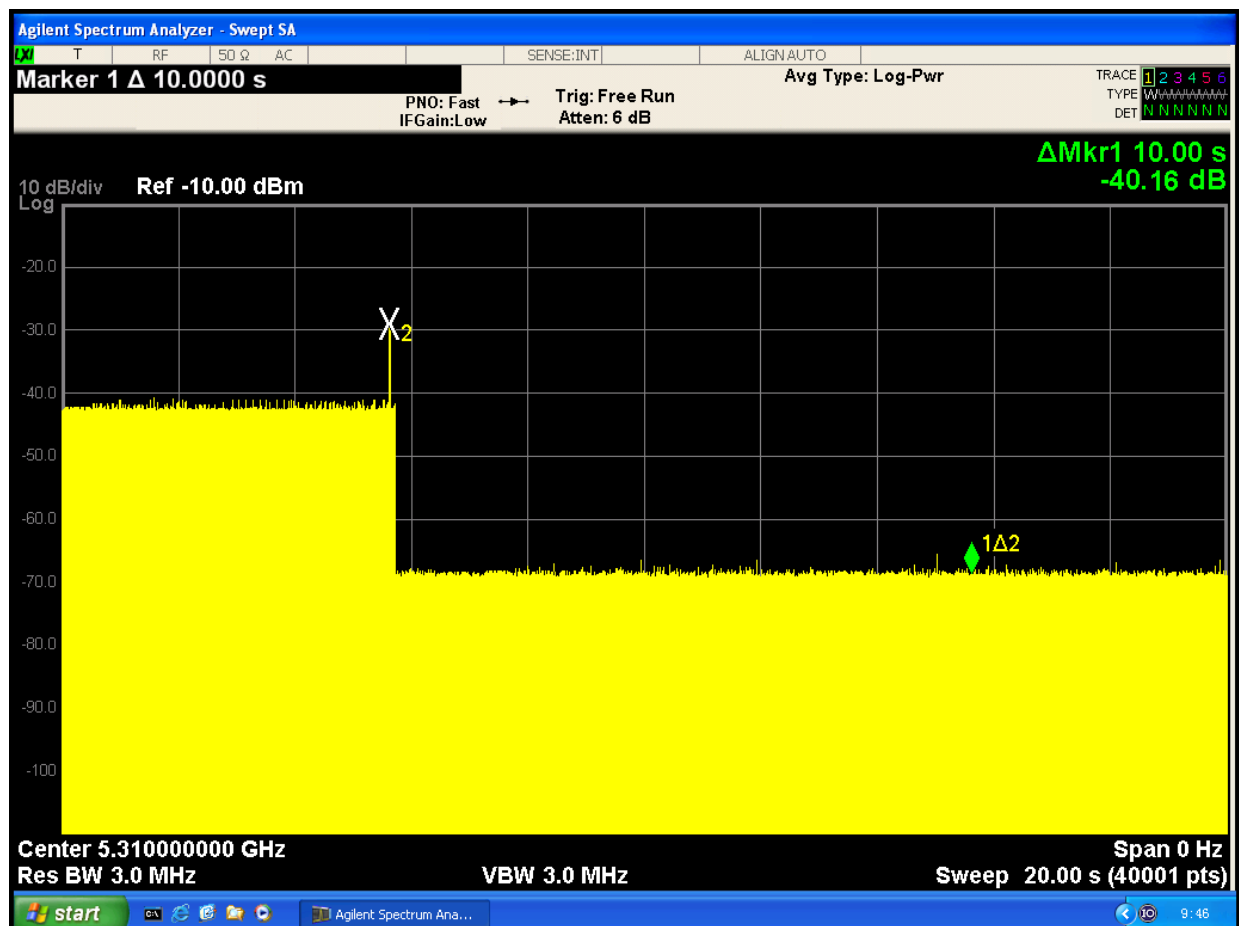 Agilent Spectrum Analyzer - Swept SA
LXI T RF 50 Ω AC SENSE:INT ALIGN AUTO
Marker 1 Δ 10.0000 s
Avg Type: Log-Pwr
TRACE 1 2 3 4 5 6
PNO: Fast
Trig: Free Run
TYPE
IFGain:Low
Atten: 6 dB
DET N N N N N N
ΔMkr1 10.00 s
-40.16 dB
10 dB/div Ref -10.00 dBm
Log
-20.0
-30.0
X2
-40.0
-50.0
-60.0
1Δ2
-70.0
-80.0
-90.0
-100
Center 5.310000000 GHz
Span 0 Hz
Res BW 3.0 MHz
VBW 3.0 MHz
Sweep 20.00 s (40001 pts)
start
Agilent Spectrum Ana...
9:46